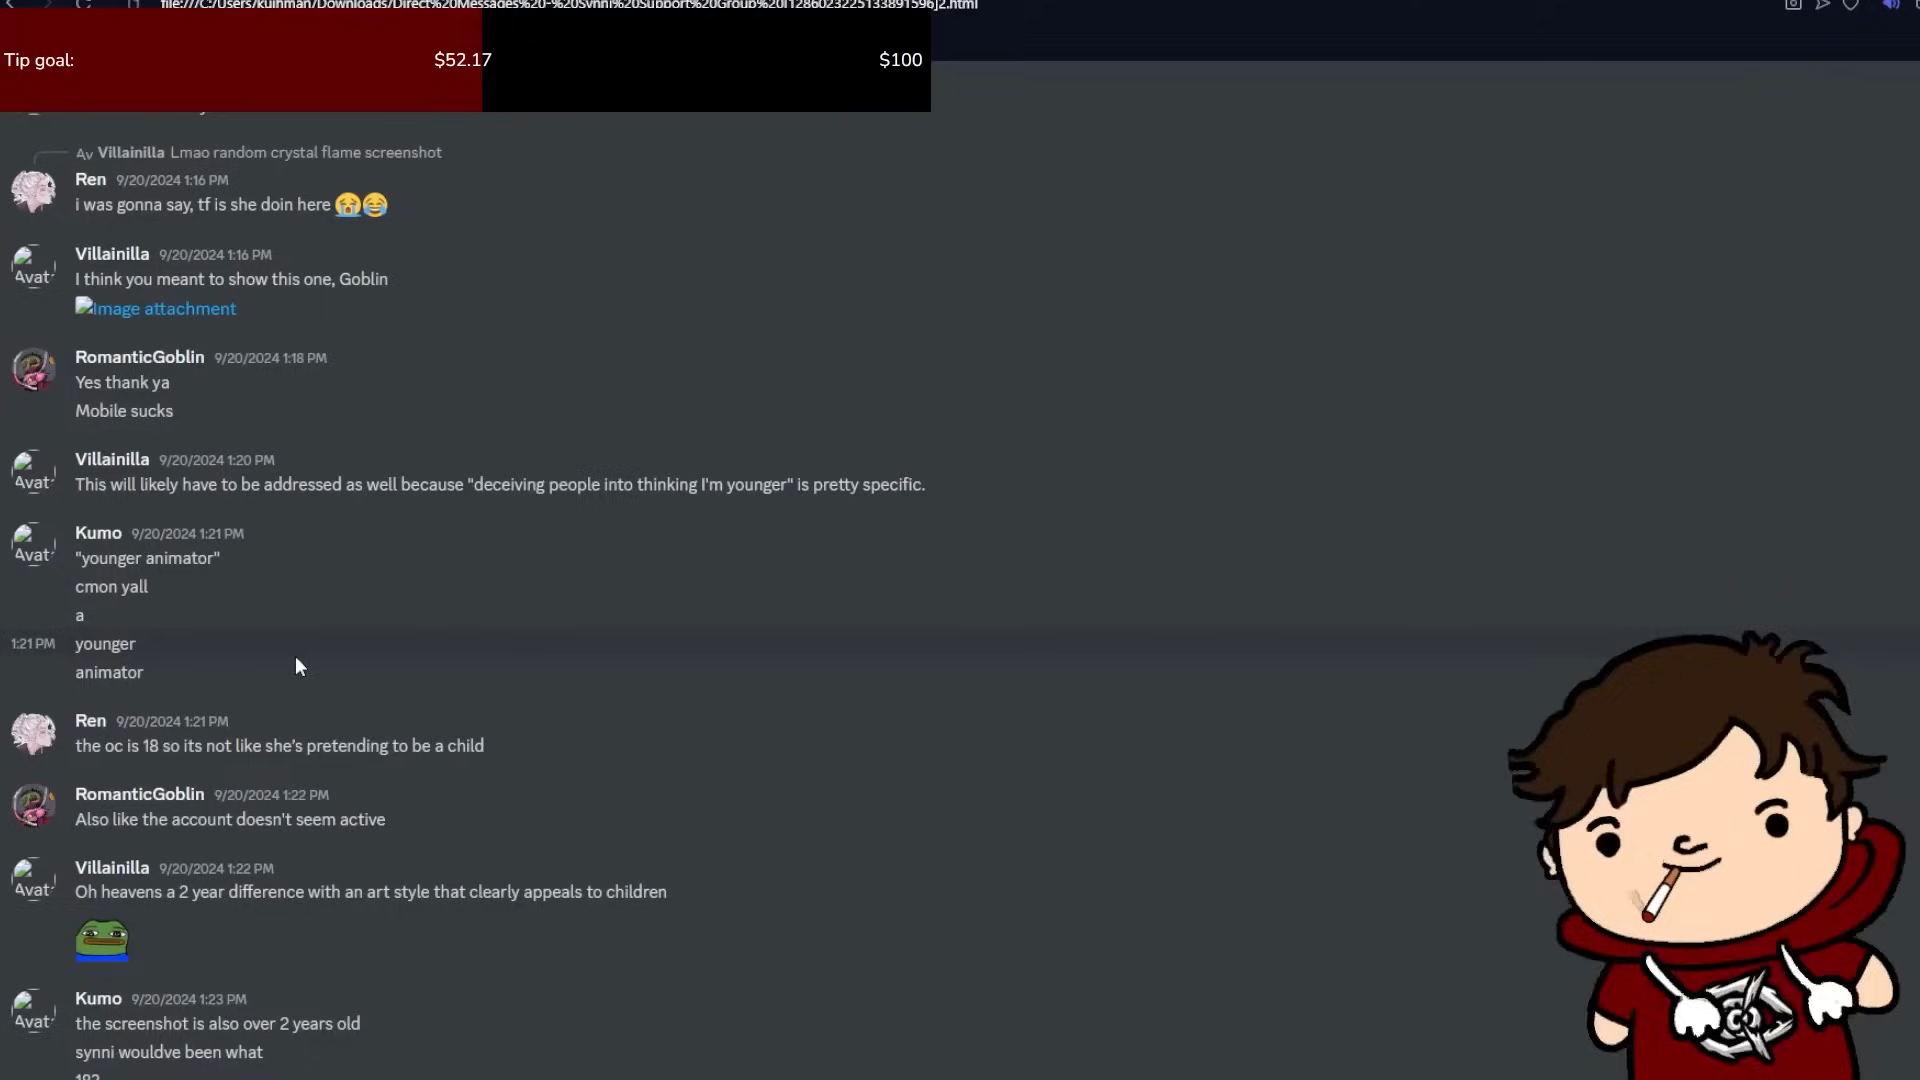 file:///C:/Users/kuinman/Downloads/Direct%20Messages%20-%20Synni%20Support%20Group%20[1286023225133891596]2.html
Tip goal: $52.17 $100
Villainilla Lmao random crystal flame screenshot
Ren 9/20/2024 1:16 PM
i was gonna say, tf is she doin here 😭😂
Villainilla 9/20/2024 1:16 PM
I think you meant to show this one, Goblin
Image attachment
RomanticGoblin 9/20/2024 1:18 PM
Yes thank ya
Mobile sucks
Villainilla 9/20/2024 1:20 PM
This will likely have to be addressed as well because "deceiving people into thinking I'm younger" is pretty specific.
Kumo 9/20/2024 1:21 PM
"younger animator"
cmon yall
a
1:21 PM younger
animator
Ren 9/20/2024 1:21 PM
the oc is 18 so its not like she's pretending to be a child
RomanticGoblin 9/20/2024 1:22 PM
Also like the account doesn't seem active
Villainilla 9/20/2024 1:22 PM
Oh heavens a 2 year difference with an art style that clearly appeals to children
Kumo 9/20/2024 1:23 PM
the screenshot is also over 2 years old
synni wouldve been what